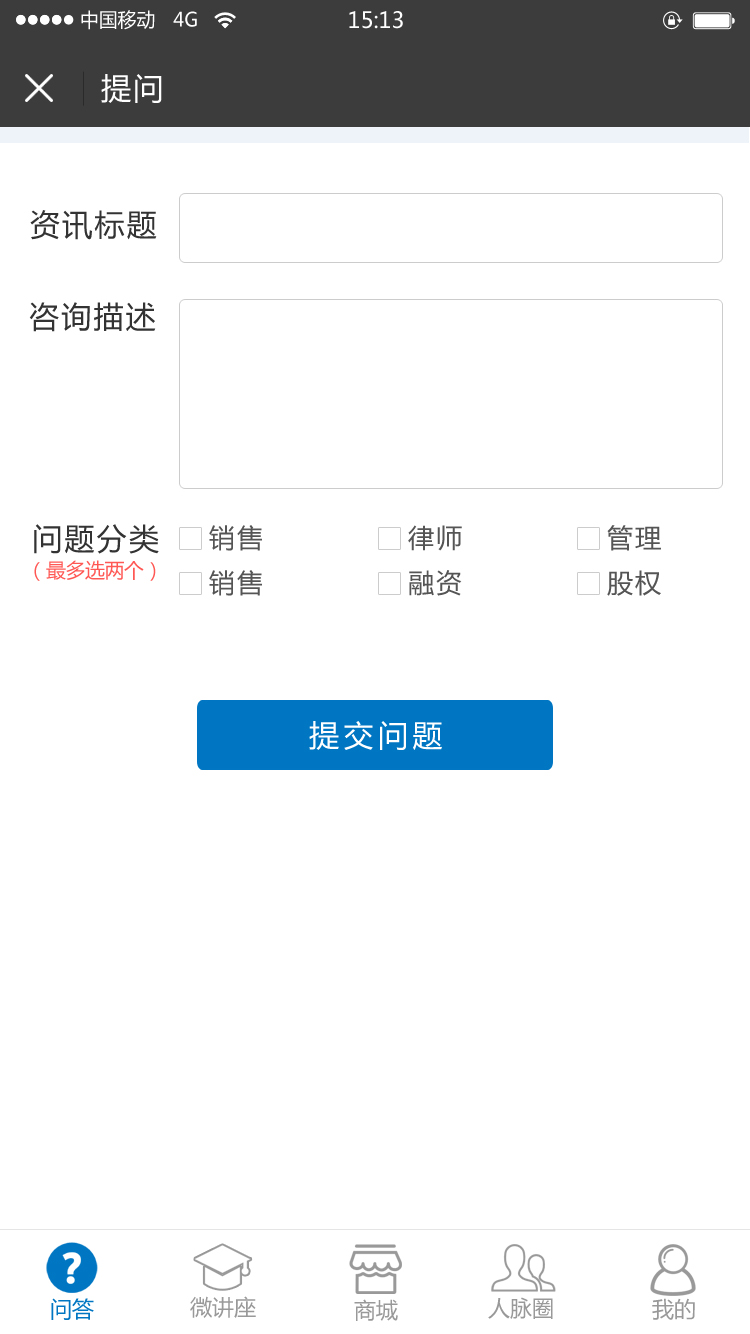 中国移动 4G 15:13
提问
资讯标题
咨询描述
问题分类 销售 律师 管理
（最多选两个） 销售 融资 股权
提交问题
问答 微讲座 商城 人脉圈 我的